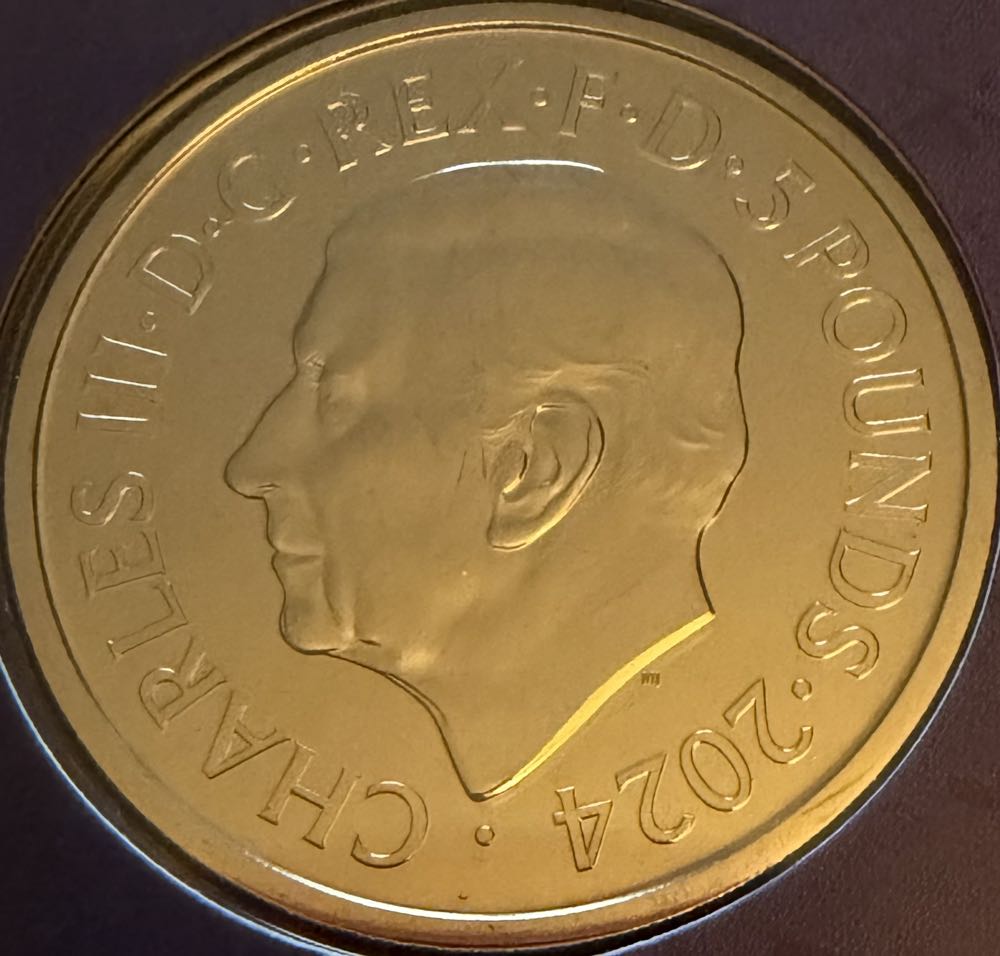 · CHARLES III · D · G · REX · F · D · 5 POUNDS · 2024